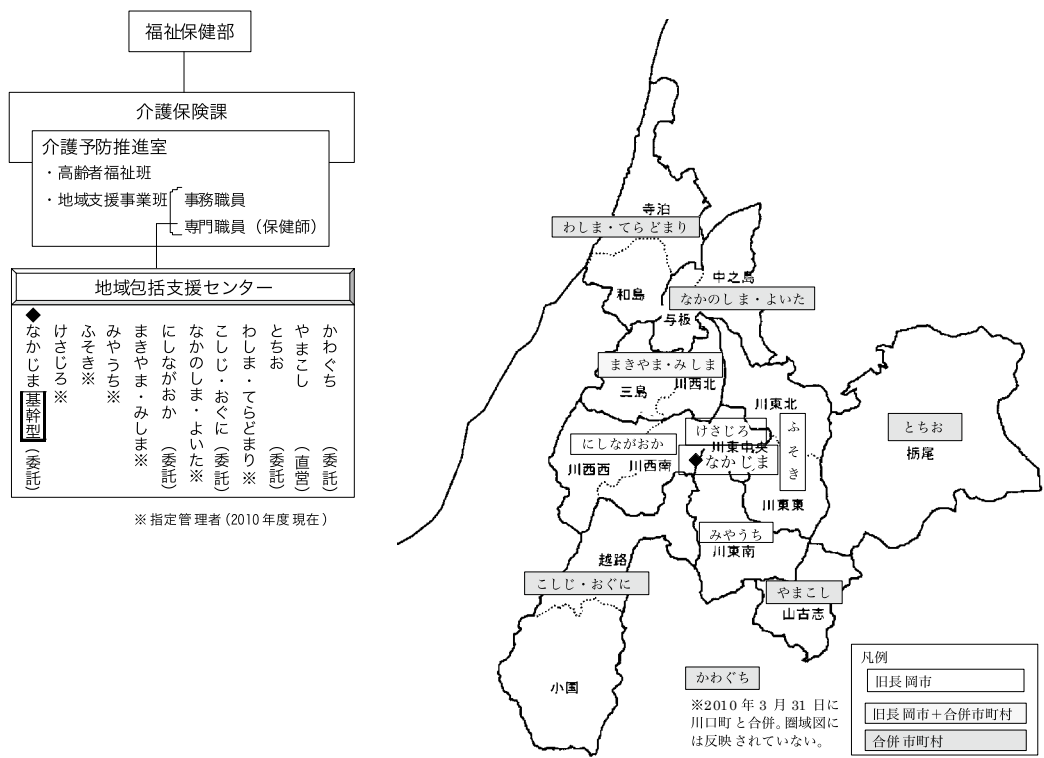 福祉保健部
介護保険課
介護予防推進室
・高齢者福祉班
・地域支援事業班
事務職員
専門職員（保健師）
地域包括支援センター
◆なかじま 基幹型（委託）
けさじろ※
ふそき※
みやうち※
まきやま・みしま※
にしながおか（委託）
なかのしま・よいた※
こしじ・おぐに（委託）
わしま・てらどまり※
とちお（委託）
やまこし（直営）
かわぐち（委託）
※指定管理者（2010年度現在）
寺泊
わしま・てらどまり
中之島
和島
なかのしま・よいた
与板
まきやま・みしま
三島
川西北
川東北
けさじろ
ふそき
とちお
栃尾
にしながおか
川東中央
◆なかじま
川西西
川西南
川東東
みやうち
川東南
越路
こしじ・おぐに
やまこし
山古志
小国
かわぐち
※2010年3月31日に
川口町と合併。圏域図に
は反映されていない。
凡例
旧長岡市
旧長岡市＋合併市町村
合併市町村